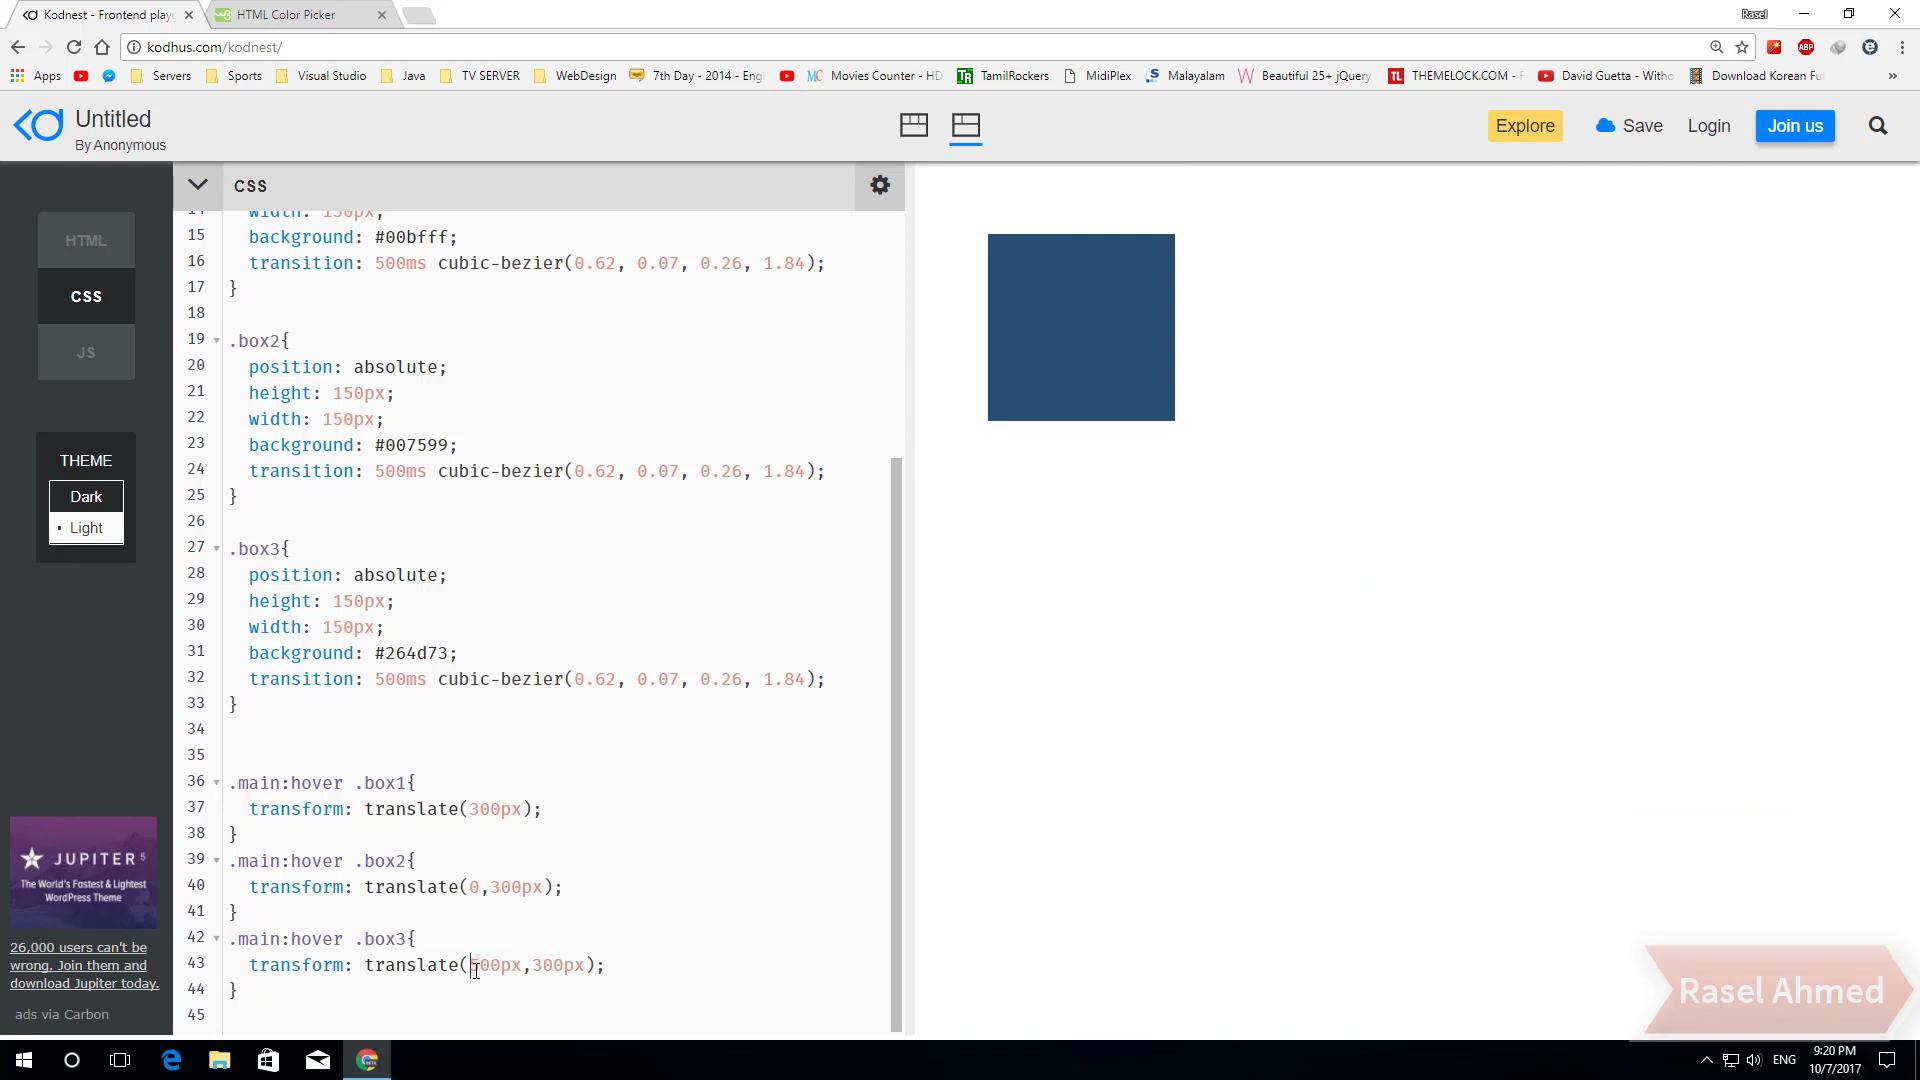 Kodnest - Frontend play
HTML Color Picker
Rasel
kodhus.com/kodnest/
Apps
Servers
Sports
Visual Studio
Java
TV SERVER
WebDesign
7th Day - 2014 - Eng
Movies Counter - HD
TamilRockers
MidiPlex
Malayalam
Beautiful 25+ jQuery
THEMELOCK.COM - F
David Guetta - Witho
Download Korean Fu
»
Untitled
By Anonymous
Explore
Save
Login
Join us
HTML
CSS
JS
THEME
Dark
• Light
JUPITER 5
The World's Fastest & Lightest
WordPress Theme
26,000 users can't be
wrong. Join them and
download Jupiter today.
ads via Carbon
CSS
14 width: 150px;
15 background: #00bfff;
16 transition: 500ms cubic-bezier(0.62, 0.07, 0.26, 1.84);
17 }
18
19 .box2{
20 position: absolute;
21 height: 150px;
22 width: 150px;
23 background: #007599;
24 transition: 500ms cubic-bezier(0.62, 0.07, 0.26, 1.84);
25 }
26
27 .box3{
28 position: absolute;
29 height: 150px;
30 width: 150px;
31 background: #264d73;
32 transition: 500ms cubic-bezier(0.62, 0.07, 0.26, 1.84);
33 }
34
35
36 .main:hover .box1{
37 transform: translate(300px);
38 }
39 .main:hover .box2{
40 transform: translate(0,300px);
41 }
42 .main:hover .box3{
43 transform: translate(500px,300px);
44 }
45
Rasel Ahmed
ENG
9:20 PM
10/7/2017